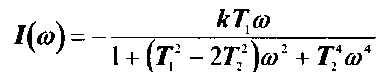 I(ω) = − kT₁ω / 1 + (T₁² − 2T₂²)ω² + T₂⁴ω⁴